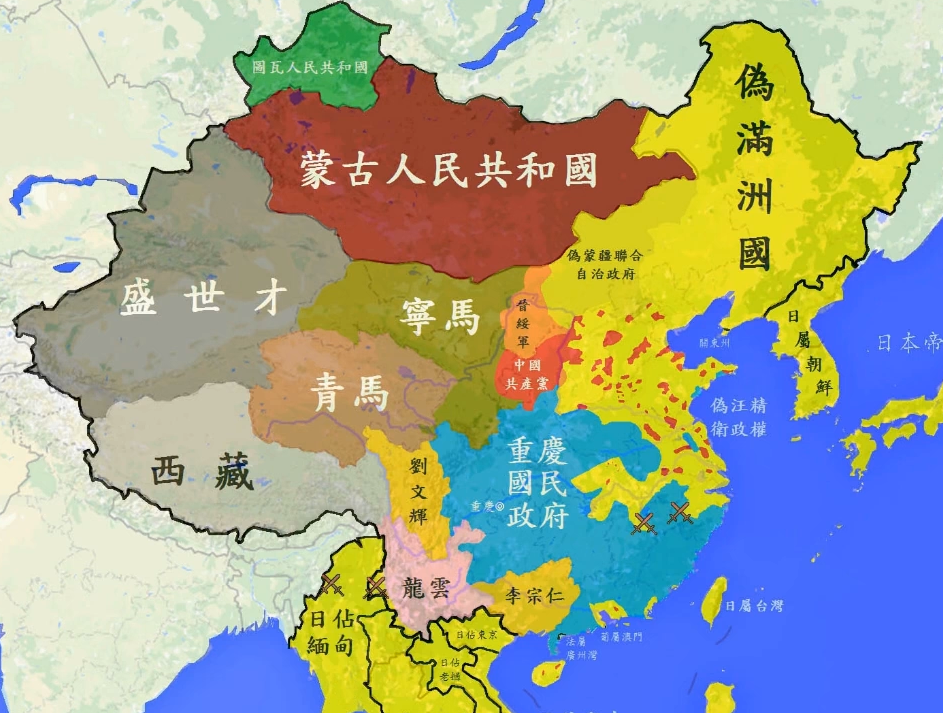 圖瓦人民共和國
蒙古人民共和國
偽滿洲國
盛世才
寧馬
偽蒙疆聯合
自治政府
晉綏軍
中國
共產黨
日屬朝鮮
關東州
日本帝
青馬
偽汪精
衛政權
西藏
劉文輝
重慶
國民
政府
重慶
龍雲
李宗仁
日佔
緬甸
日屬台灣
日佔東京
法屬
廣州灣
葡屬澳門
日佔
老撾